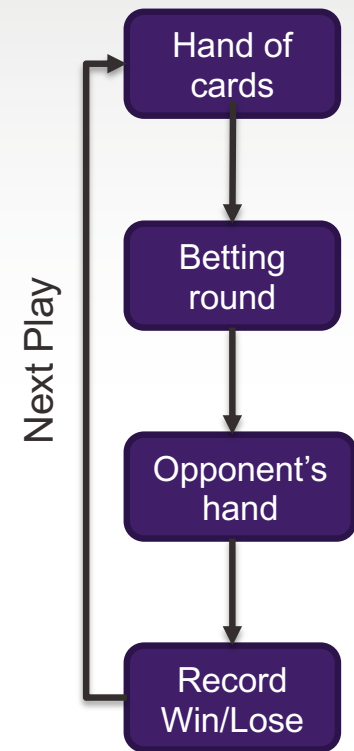 Hand of
cards
Betting
round
Next Play
Opponent’s
hand
Record
Win/Lose